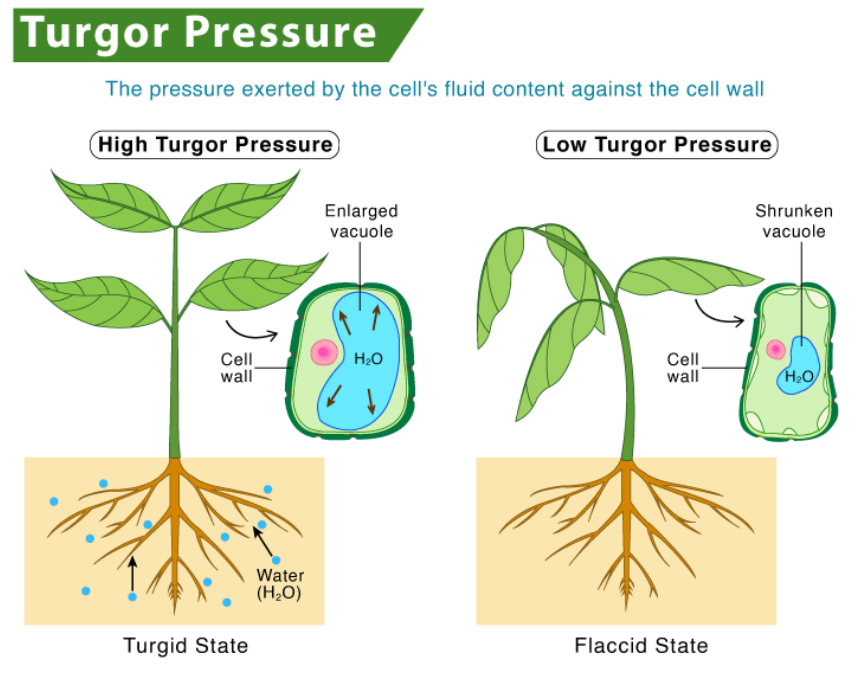 Turgor Pressure
The pressure exerted by the cell's fluid content against the cell wall
High Turgor Pressure
Enlarged
vacuole
Cell
wall
H₂O
Water
(H₂O)
Turgid State
Low Turgor Pressure
Shrunken
vacuole
Cell
wall
H₂O
Flaccid State